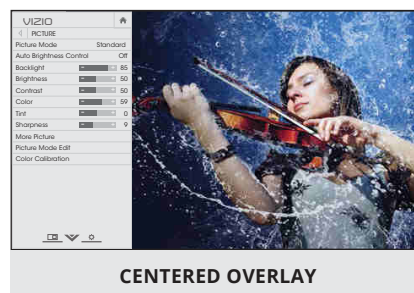 VIZIO
PICTURE
Picture Mode Standard
Auto Brightness Control Off
Backlight 85
Brightness 50
Contrast 50
Color 59
Tint 0
Sharpness 9
More Picture
Picture Mode Edit
Color Calibration
CENTERED OVERLAY